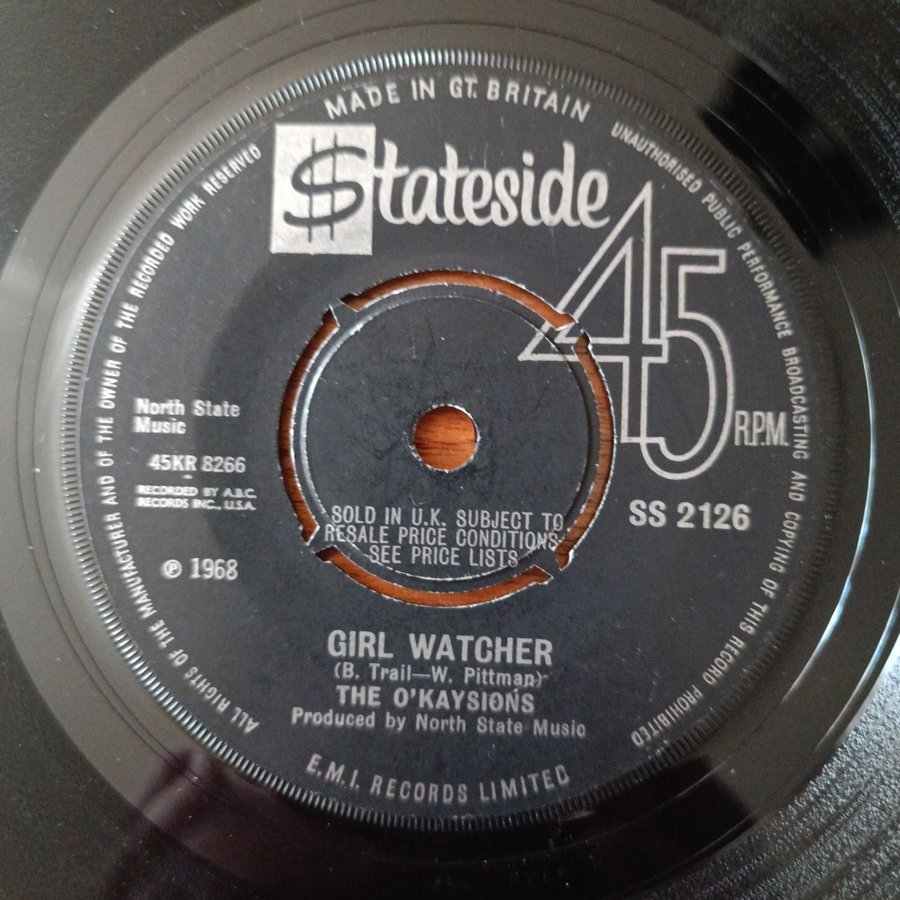 MADE IN GT. BRITAIN
$tateside
45
R.P.M.
UNAUTHORISED PUBLIC PERFORMANCE BROADCASTING AND COPYING OF THIS RECORD PROHIBITED
ALL RIGHTS OF THE MANUFACTURER AND OF THE OWNER OF THE RECORDED WORK RESERVED
North State
Music
45KR 8266
RECORDED BY A.B.C.
RECORDS INC., U.S.A.
℗ 1968
SS 2126
SOLD IN U.K. SUBJECT TO
RESALE PRICE CONDITIONS,
SEE PRICE LISTS
GIRL WATCHER
(B. Trail—W. Pittman)
THE O'KAYSIONS
Produced by North State Music
E.M.I. RECORDS LIMITED